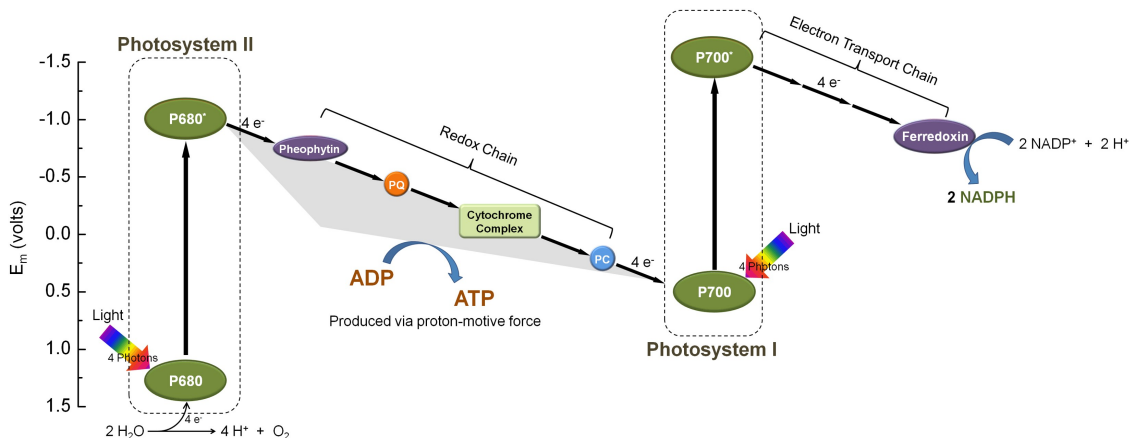 Photosystem II
Electron Transport Chain
-1.5
-1.0
-0.5
0.0
0.5
1.0
1.5
E_m (volts)
P680*
4 e⁻
Pheophytin
Redox Chain
PQ
Cytochrome
Complex
PC
4 e⁻
ADP
ATP
Produced via proton-motive force
Light
4 Photons
P680
4 e⁻
2 H₂O
4 H⁺ + O₂
P700*
4 e⁻
Ferredoxin
2 NADP⁺ + 2 H⁺
2 NADPH
Light
4 Photons
P700
Photosystem I